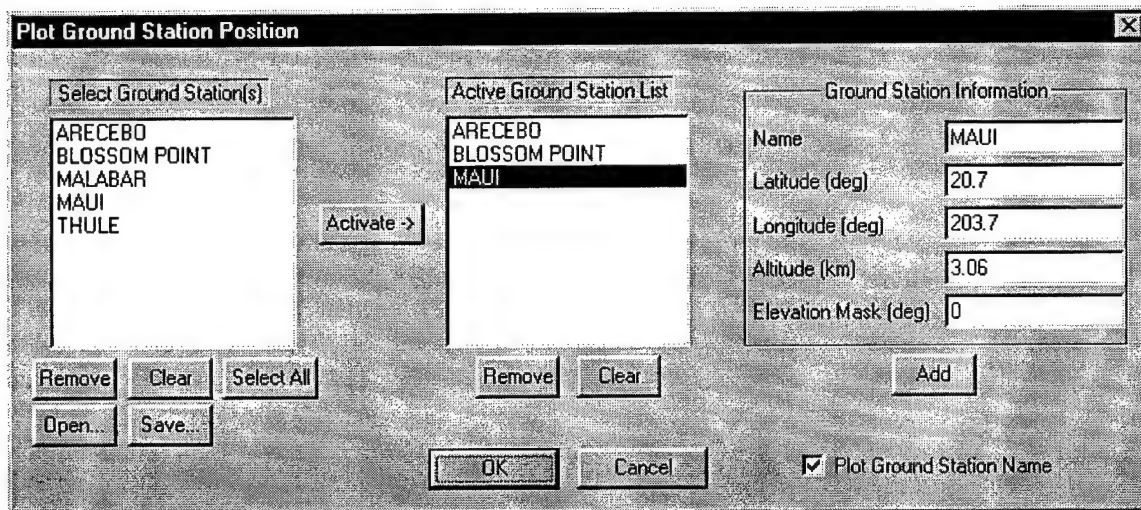 Plot Ground Station Position
Select Ground Station(s)
ARECEBO
BLOSSOM POINT
MALABAR
MAUI
THULE
Remove
Clear
Select All
Open...
Save...
Activate ->
Active Ground Station List
ARECEBO
BLOSSOM POINT
MAUI
Remove
Clear
Ground Station Information
Name MAUI
Latitude (deg) 20.7
Longitude (deg) 203.7
Altitude (km) 3.06
Elevation Mask (deg) 0
Add
OK
Cancel
Plot Ground Station Name